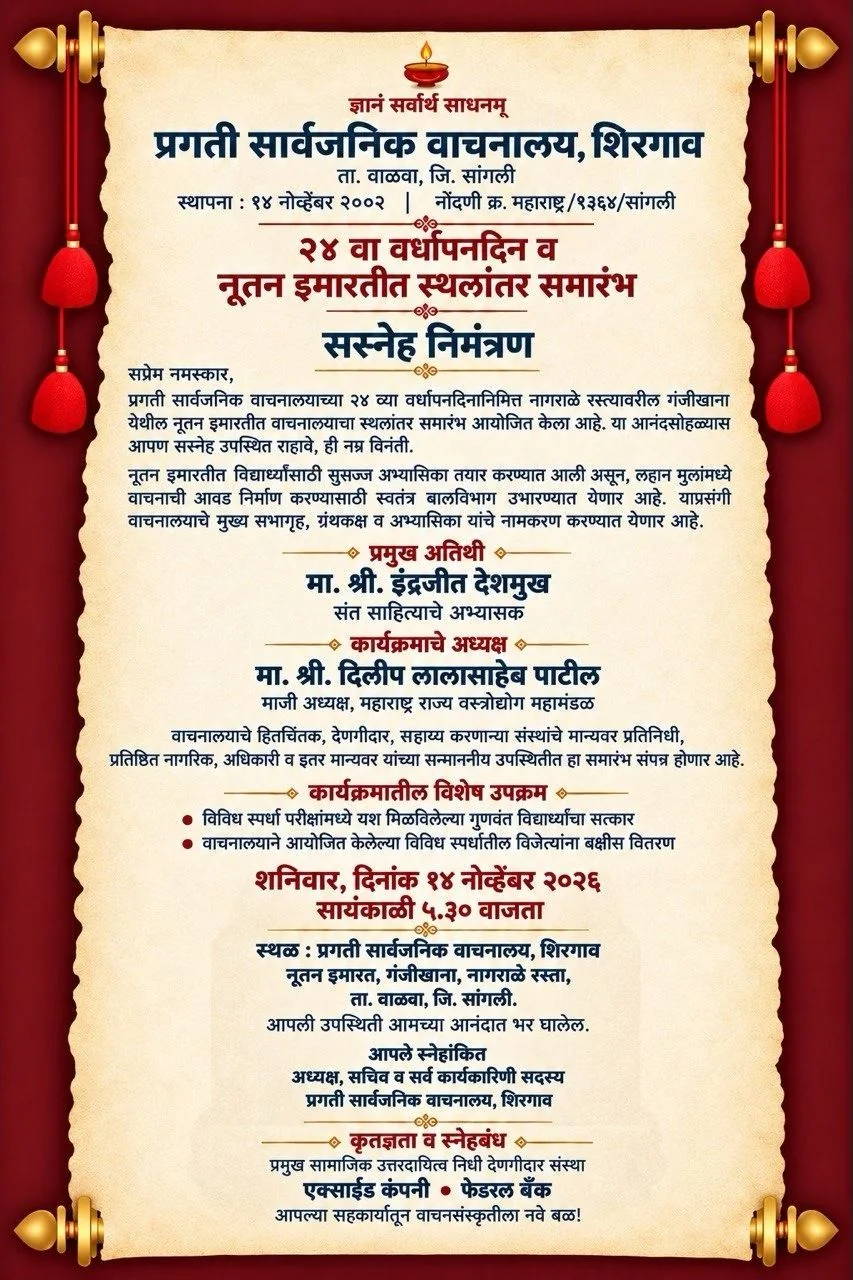 ज्ञानं सर्वार्थ साधनम्
प्रगती सार्वजनिक वाचनालय, शिरगाव
ता. वाळवा, जि. सांगली
स्थापना : १४ नोव्हेंबर २००२ | नोंदणी क्र. महाराष्ट्र/१३६४/सांगली
२४ वा वर्धापनदिन व
नूतन इमारतीत स्थलांतर समारंभ
सस्नेह निमंत्रण
सप्रेम नमस्कार,
प्रगती सार्वजनिक वाचनालयाच्या २४ व्या वर्धापनदिनानिमित्त नागराळे रस्त्यावरील गंजीखाना
येथील नूतन इमारतीत वाचनालयाचा स्थलांतर समारंभ आयोजित केला आहे. या आनंदसोहळ्यास
आपण सस्नेह उपस्थित राहावे, ही नम्र विनंती.
नूतन इमारतीत विद्यार्थ्यांसाठी सुसज्ज अभ्यासिका तयार करण्यात आली असून, लहान मुलांमध्ये
वाचनाची आवड निर्माण करण्यासाठी स्वतंत्र बालविभाग उभारण्यात येणार आहे. याप्रसंगी
वाचनालयाचे मुख्य सभागृह, ग्रंथकक्ष व अभ्यासिका यांचे नामकरण करण्यात येणार आहे.
प्रमुख अतिथी
मा. श्री. इंद्रजीत देशमुख
संत साहित्याचे अभ्यासक
कार्यक्रमाचे अध्यक्ष
मा. श्री. दिलीप लालासाहेब पाटील
माजी अध्यक्ष, महाराष्ट्र राज्य वस्त्रोद्योग महामंडळ
वाचनालयाचे हितचिंतक, देणगीदार, सहाय्य करणाऱ्या संस्थांचे मान्यवर प्रतिनिधी,
प्रतिष्ठित नागरिक, अधिकारी व इतर मान्यवर यांच्या सन्माननीय उपस्थितीत हा समारंभ संपन्न होणार आहे.
कार्यक्रमातील विशेष उपक्रम
• विविध स्पर्धा परीक्षांमध्ये यश मिळविलेल्या गुणवंत विद्यार्थ्यांचा सत्कार
• वाचनालयाने आयोजित केलेल्या विविध स्पर्धांतील विजेत्यांना बक्षीस वितरण
शनिवार, दिनांक १४ नोव्हेंबर २०२६
सायंकाळी ५.३० वाजता
स्थळ : प्रगती सार्वजनिक वाचनालय, शिरगाव
नूतन इमारत, गंजीखाना, नागराळे रस्ता,
ता. वाळवा, जि. सांगली.
आपली उपस्थिती आमच्या आनंदात भर घालेल.
आपले स्नेहांकित
अध्यक्ष, सचिव व सर्व कार्यकारिणी सदस्य
प्रगती सार्वजनिक वाचनालय, शिरगाव
कृतज्ञता व स्नेहबंध
प्रमुख सामाजिक उत्तरदायित्व निधी देणगीदार संस्था
एक्साईड कंपनी • फेडरल बँक
आपल्या सहकार्यातून वाचनसंस्कृतीला नवे बळ!